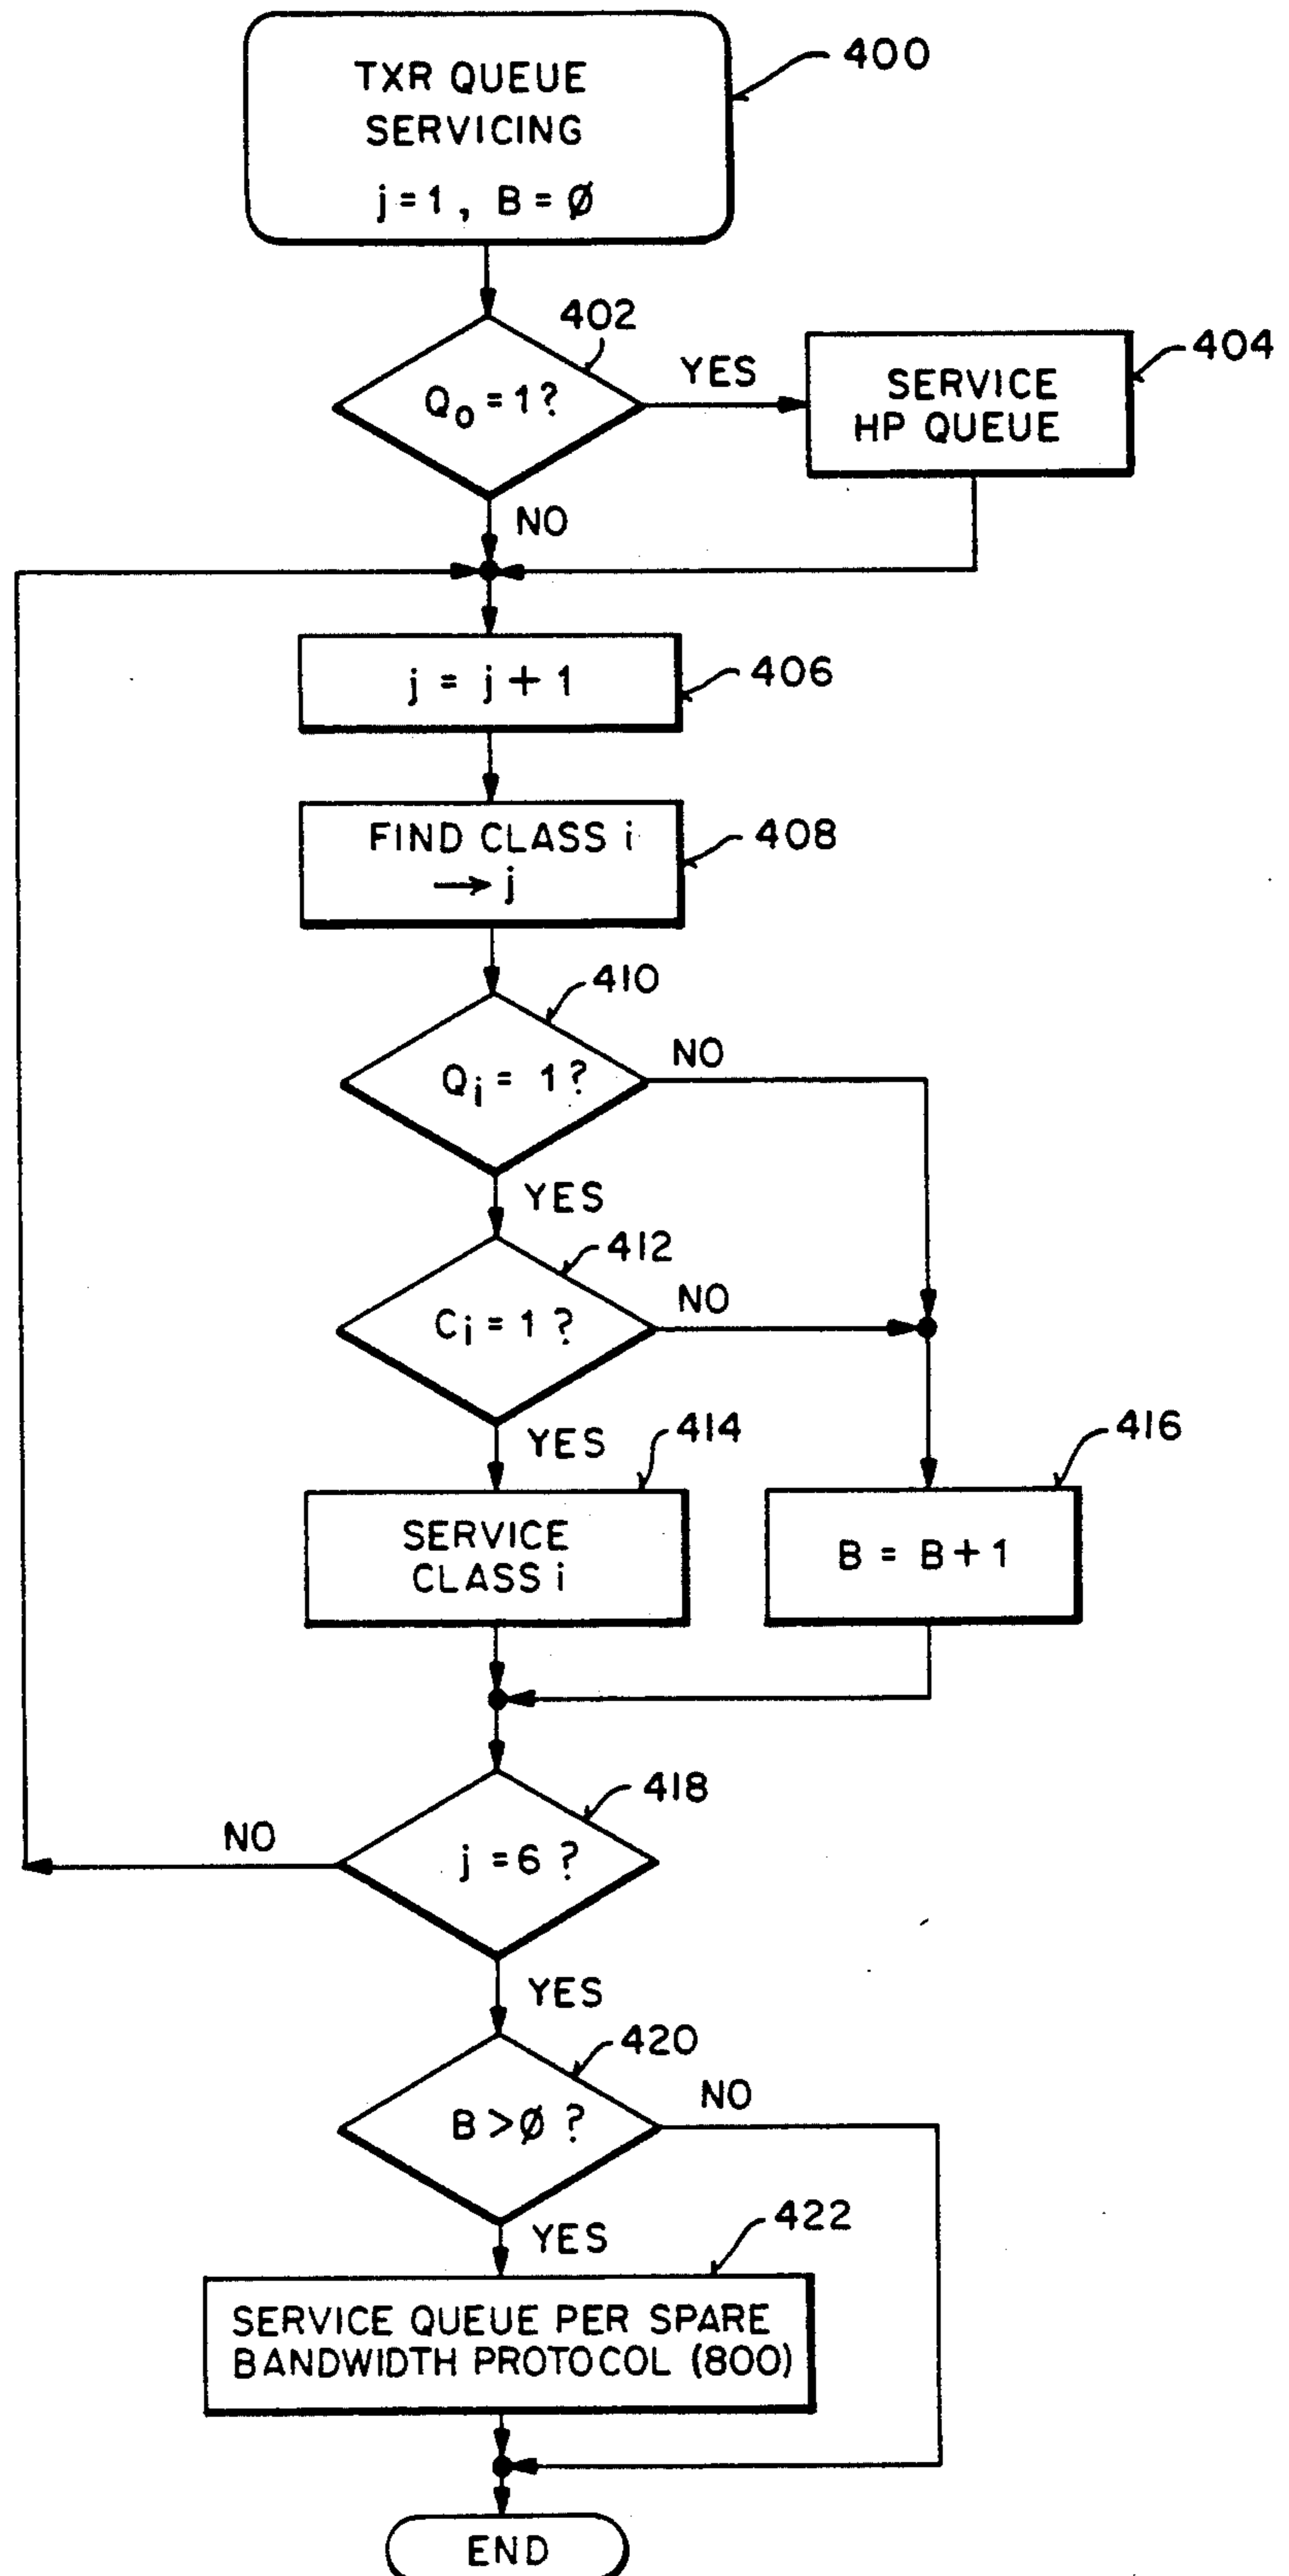 TXR QUEUE
SERVICING
j=1, B=Ø
400
402
Q₀ =1?
YES
SERVICE
HP QUEUE
404
NO
j = j + 1
406
FIND CLASS i
→ j
408
410
Qᵢ = 1?
NO
YES
412
Cᵢ = 1 ?
NO
YES
414
416
SERVICE
CLASS i
B = B+1
418
j =6 ?
NO
YES
420
B >Ø ?
NO
YES
422
SERVICE QUEUE PER SPARE
BANDWIDTH PROTOCOL (800)
END